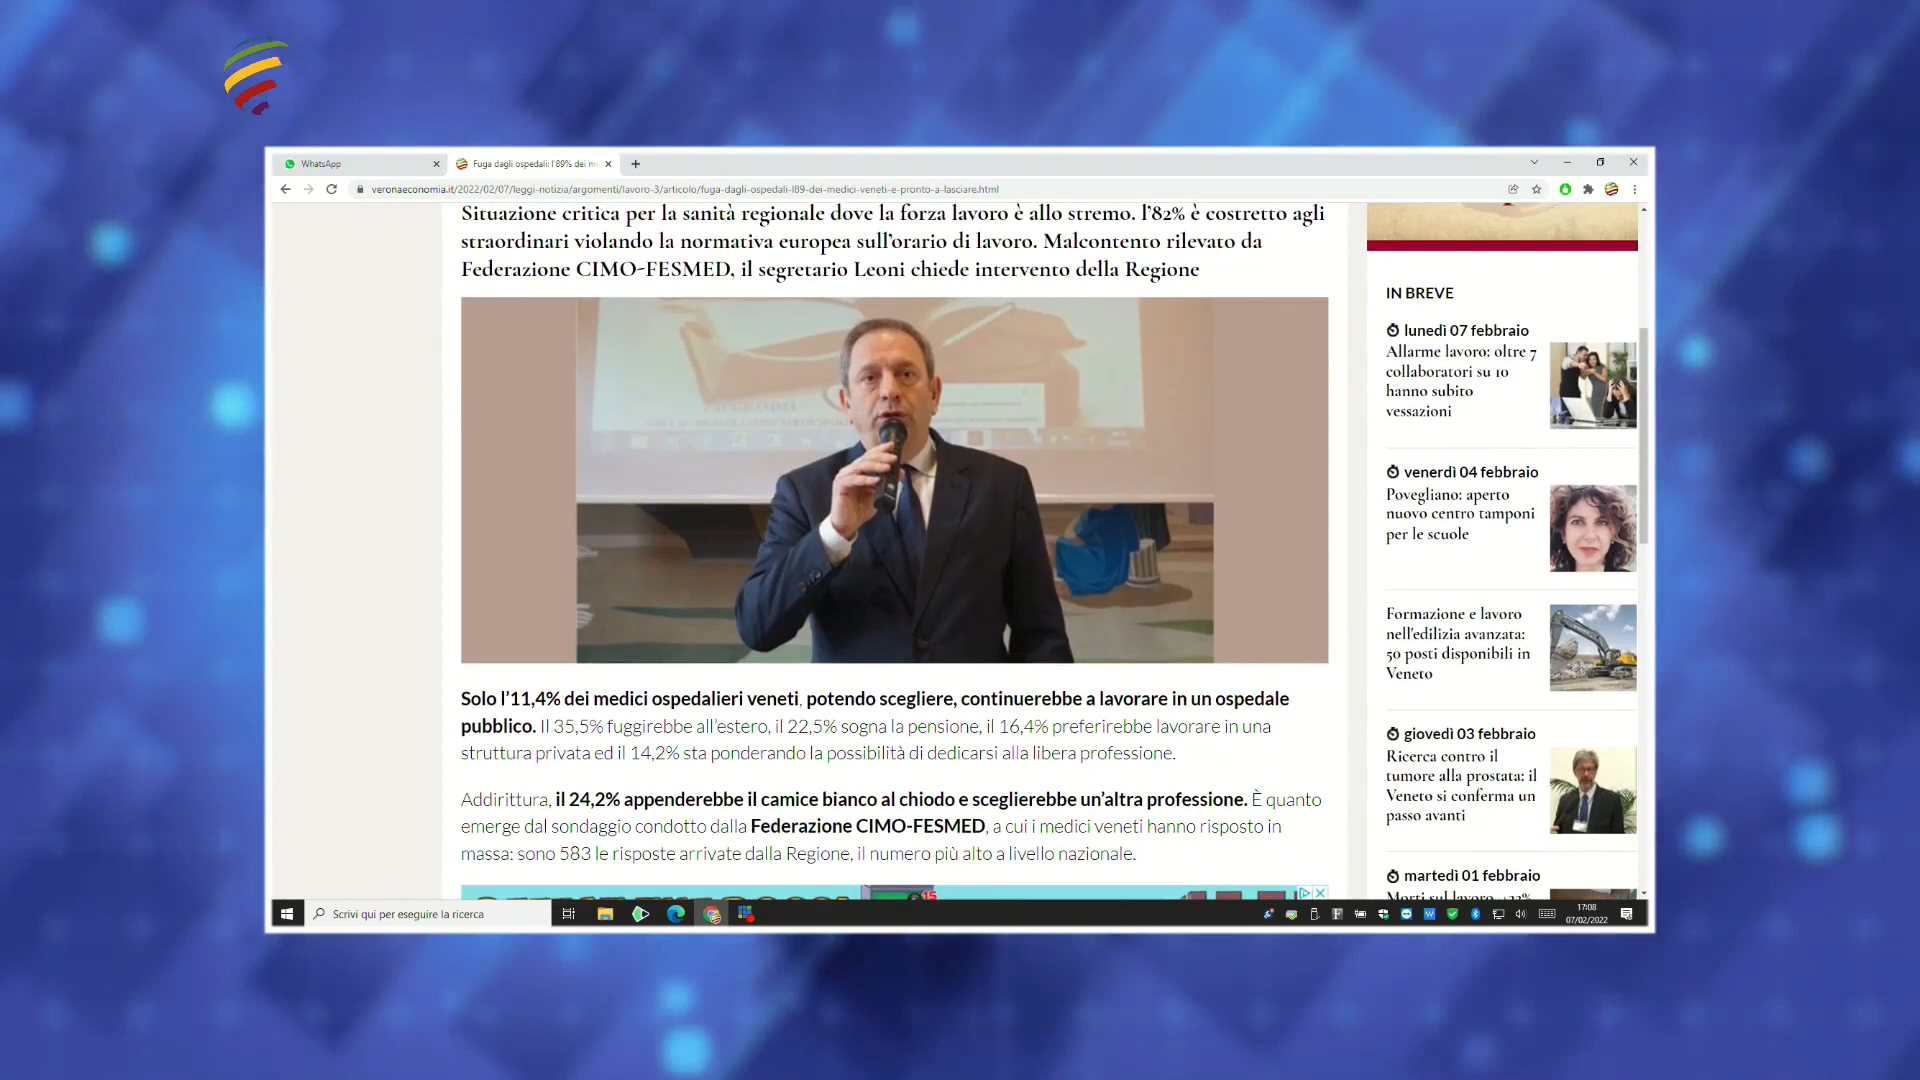 WhatsApp
Fuga dagli ospedali: l'89% dei m
veronaeconomia.it/2022/02/07/leggi-notizia/argomenti/lavoro-3/articolo/fuga-dagli-ospedali-l89-dei-medici-veneti-e-pronto-a-lasciare.html
Situazione critica per la sanità regionale dove la forza lavoro è allo stremo. l'82% è costretto agli
straordinari violando la normativa europea sull'orario di lavoro. Malcontento rilevato da
Federazione CIMO-FESMED, il segretario Leoni chiede intervento della Regione
PROGRAMMA
Solo l'11,4% dei medici ospedalieri veneti, potendo scegliere, continuerebbe a lavorare in un ospedale
pubblico. Il 35,5% fuggirebbe all'estero, il 22,5% sogna la pensione, il 16,4% preferirebbe lavorare in una
struttura privata ed il 14,2% sta ponderando la possibilità di dedicarsi alla libera professione.
Addirittura, il 24,2% appenderebbe il camice bianco al chiodo e sceglierebbe un'altra professione. È quanto
emerge dal sondaggio condotto dalla Federazione CIMO-FESMED, a cui i medici veneti hanno risposto in
massa: sono 583 le risposte arrivate dalla Regione, il numero più alto a livello nazionale.
15
IN BREVE
lunedì 07 febbraio
Allarme lavoro: oltre 7
collaboratori su 10
hanno subito
vessazioni
venerdì 04 febbraio
Povegliano: aperto
nuovo centro tamponi
per le scuole
Formazione e lavoro
nell'edilizia avanzata:
50 posti disponibili in
Veneto
giovedì 03 febbraio
Ricerca contro il
tumore alla prostata: il
Veneto si conferma un
passo avanti
martedì 01 febbraio
Morti sul lavoro
Scrivi qui per eseguire la ricerca
17:08
07/02/2022